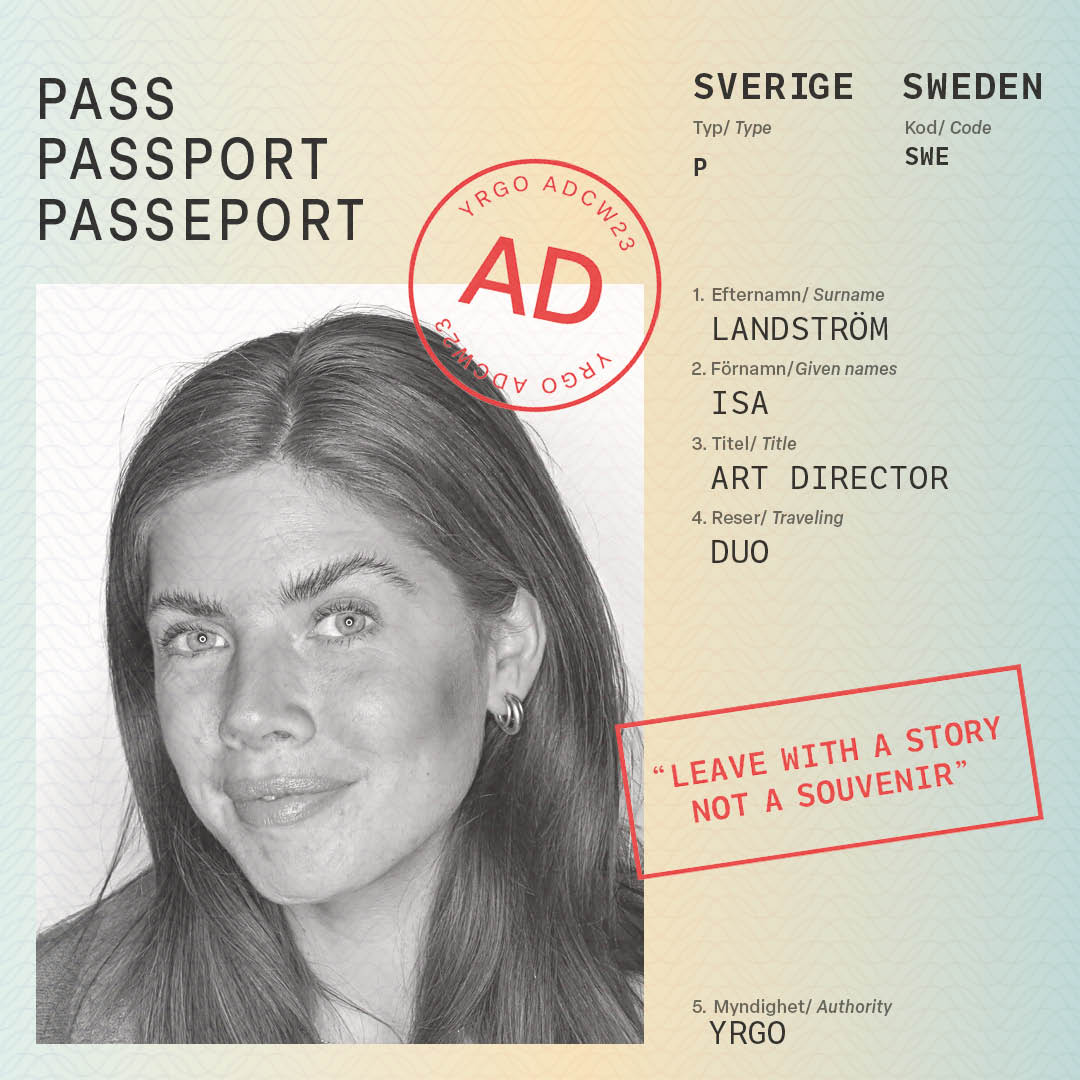 PASS
PASSPORT
PASSEPORT
YRGO ADCW23
AD
YRGO ADCW23
SVERIGE SWEDEN
Typ/ Type Kod/ Code
P SWE
1. Efternamn/ Surname
LANDSTRÖM
2. Förnamn/Given names
ISA
3. Titel/ Title
ART DIRECTOR
4. Reser/ Traveling
DUO
“LEAVE WITH A STORY
NOT A SOUVENIR”
5. Myndighet/ Authority
YRGO